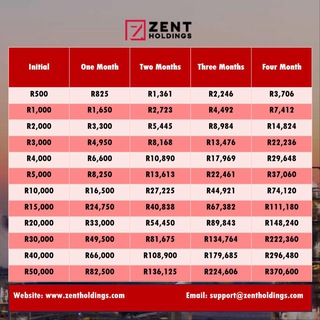 ZENT
HOLDINGS
Initial One Month Two Months Three Months Four Month
R500 R825 R1,361 R2,246 R3,706
R1,000 R1,650 R2,723 R4,492 R7,412
R2,000 R3,300 R5,445 R8,984 R14,824
R3,000 R4,950 R8,168 R13,476 R22,236
R4,000 R6,600 R10,890 R17,969 R29,648
R5,000 R8,250 R13,613 R22,461 R37,060
R10,000 R16,500 R27,225 R44,921 R74,120
R15,000 R24,750 R40,838 R67,382 R111,180
R20,000 R33,000 R54,450 R89,843 R148,240
R30,000 R49,500 R81,675 R134,764 R222,360
R40,000 R66,000 R108,900 R179,685 R296,480
R50,000 R82,500 R136,125 R224,606 R370,600
Website: www.zentholdings.com Email: support@zentholdings.com